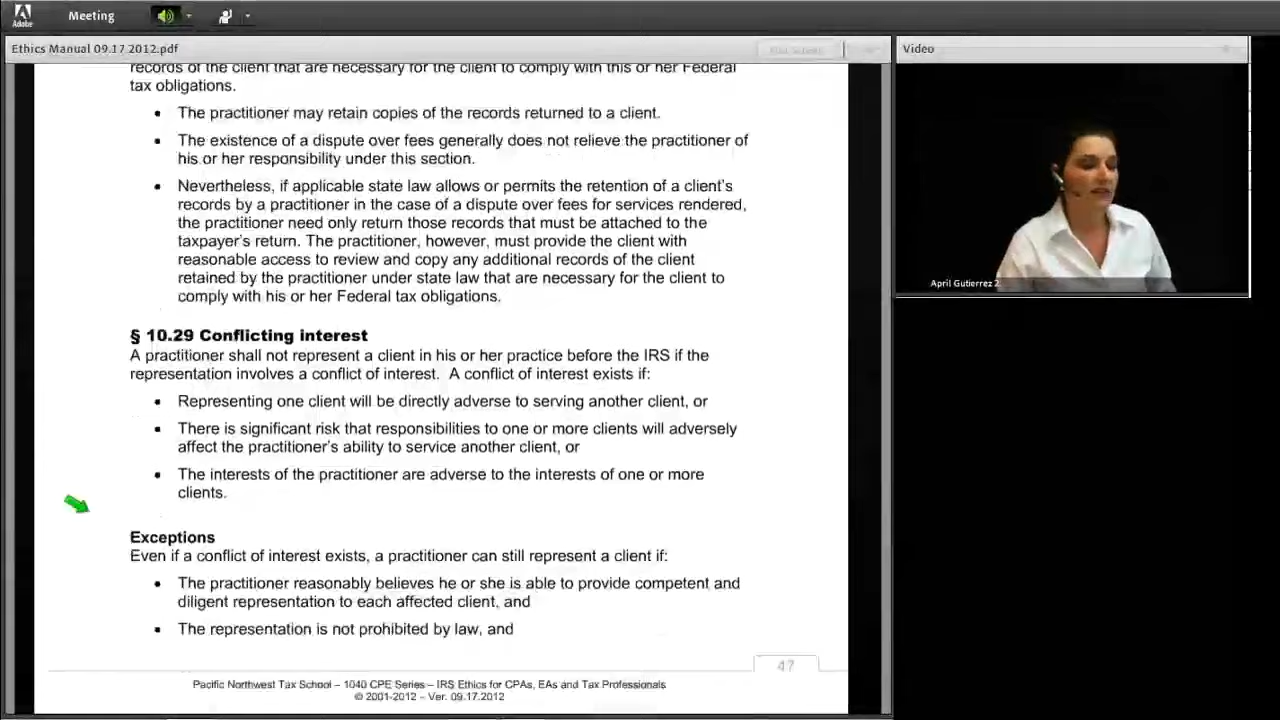 Adobe
Meeting
Ethics Manual 09.17 2012.pdf
Video
records of the client that are necessary for the client to comply with this or her Federal
tax obligations.
• The practitioner may retain copies of the records returned to a client.
• The existence of a dispute over fees generally does not relieve the practitioner of
his or her responsibility under this section.
• Nevertheless, if applicable state law allows or permits the retention of a client's
records by a practitioner in the case of a dispute over fees for services rendered,
the practitioner need only return those records that must be attached to the
taxpayer's return. The practitioner, however, must provide the client with
reasonable access to review and copy any additional records of the client
retained by the practitioner under state law that are necessary for the client to
comply with his or her Federal tax obligations.
§ 10.29 Conflicting interest
A practitioner shall not represent a client in his or her practice before the IRS if the
representation involves a conflict of interest. A conflict of interest exists if:
• Representing one client will be directly adverse to serving another client, or
• There is significant risk that responsibilities to one or more clients will adversely
affect the practitioner's ability to service another client, or
• The interests of the practitioner are adverse to the interests of one or more
clients.
Exceptions
Even if a conflict of interest exists, a practitioner can still represent a client if:
• The practitioner reasonably believes he or she is able to provide competent and
diligent representation to each affected client, and
• The representation is not prohibited by law, and
47
Pacific Northwest Tax School – 1040 CPE Series – IRS Ethics for CPAs, EAs and Tax Professionals
© 2001-2012 – Ver. 09.17.2012
April Gutierrez 2